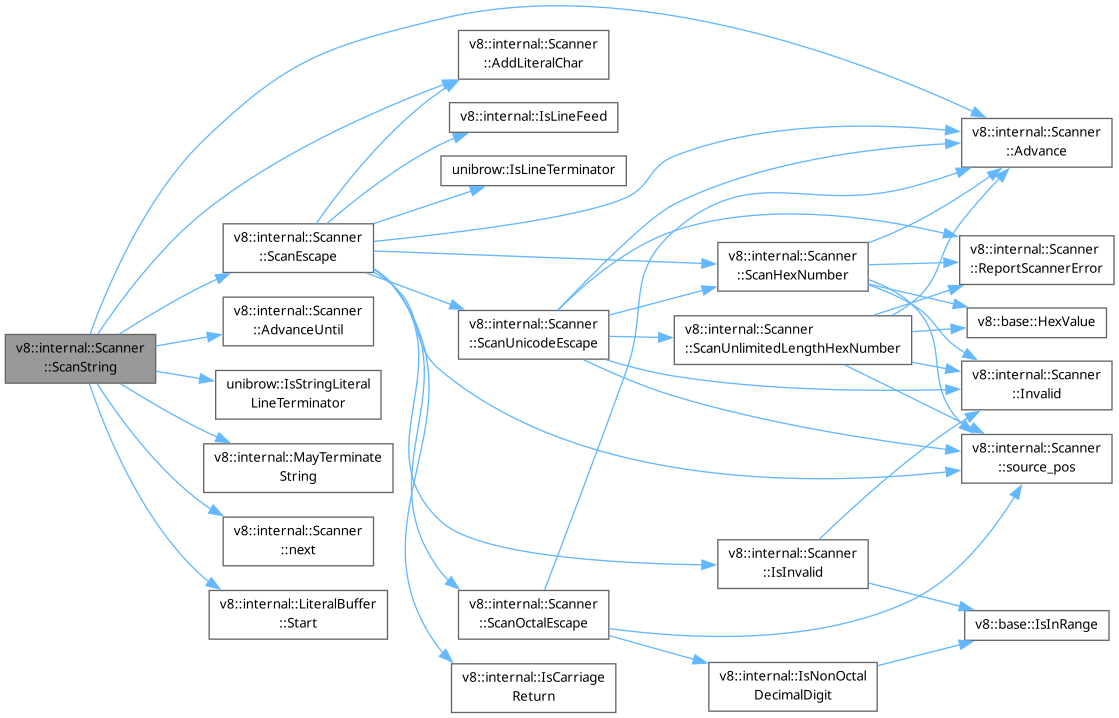 v8::internal::Scanner
::ScanString
v8::internal::Scanner
::ScanEscape
v8::internal::Scanner
::AdvanceUntil
unibrow::IsStringLiteral
LineTerminator
v8::internal::MayTerminate
String
v8::internal::Scanner
::next
v8::internal::LiteralBuffer
::Start
v8::internal::Scanner
::AddLiteralChar
v8::internal::IsLineFeed
unibrow::IsLineTerminator
v8::internal::Scanner
::ScanUnicodeEscape
v8::internal::Scanner
::ScanOctalEscape
v8::internal::IsCarriage
Return
v8::internal::Scanner
::ScanHexNumber
v8::internal::Scanner
::ScanUnlimitedLengthHexNumber
v8::internal::Scanner
::IsInvalid
v8::internal::IsNonOctal
DecimalDigit
v8::internal::Scanner
::Advance
v8::internal::Scanner
::ReportScannerError
v8::base::HexValue
v8::internal::Scanner
::Invalid
v8::internal::Scanner
::source_pos
v8::base::IsInRange